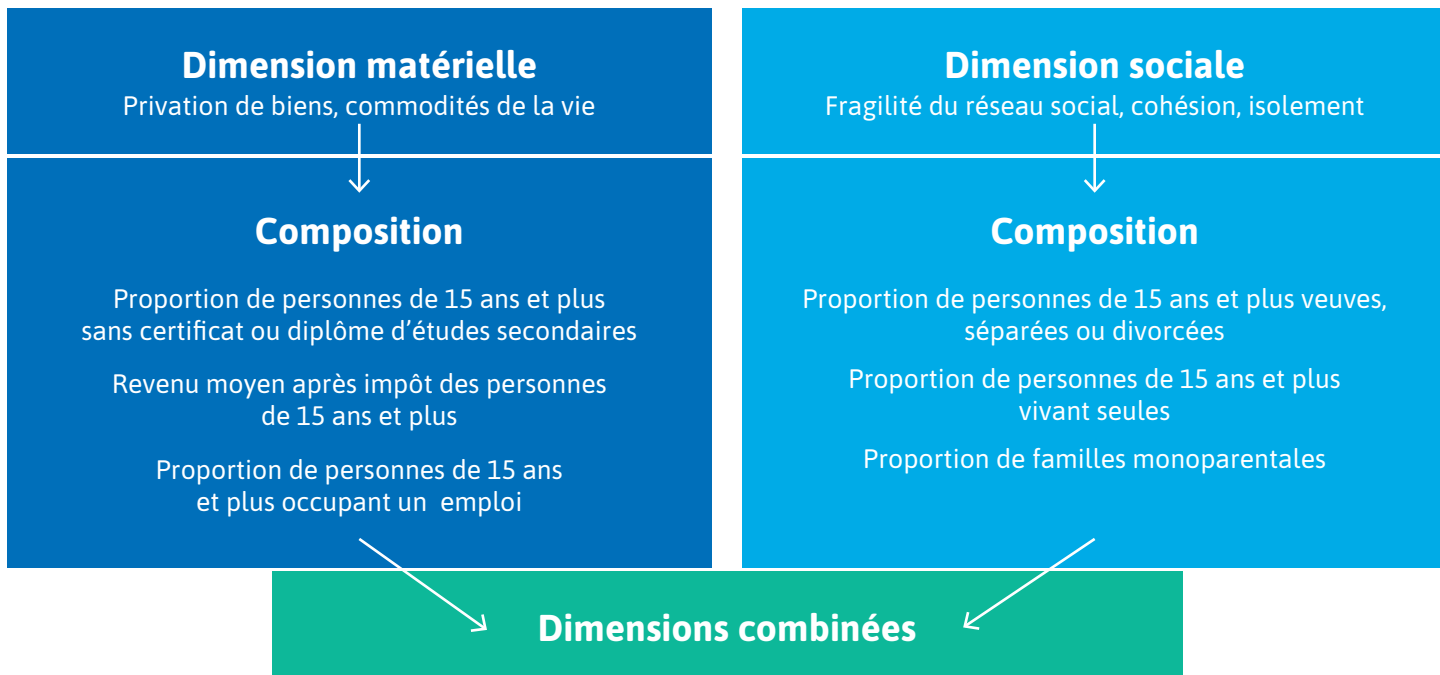 Dimension matérielle
Privation de biens, commodités de la vie
Composition
Proportion de personnes de 15 ans et plus
sans certificat ou diplôme d’études secondaires
Revenu moyen après impôt des personnes
de 15 ans et plus
Proportion de personnes de 15 ans
et plus occupant un emploi
Dimension sociale
Fragilité du réseau social, cohésion, isolement
Composition
Proportion de personnes de 15 ans et plus veuves,
séparées ou divorcées
Proportion de personnes de 15 ans et plus
vivant seules
Proportion de familles monoparentales
Dimensions combinées